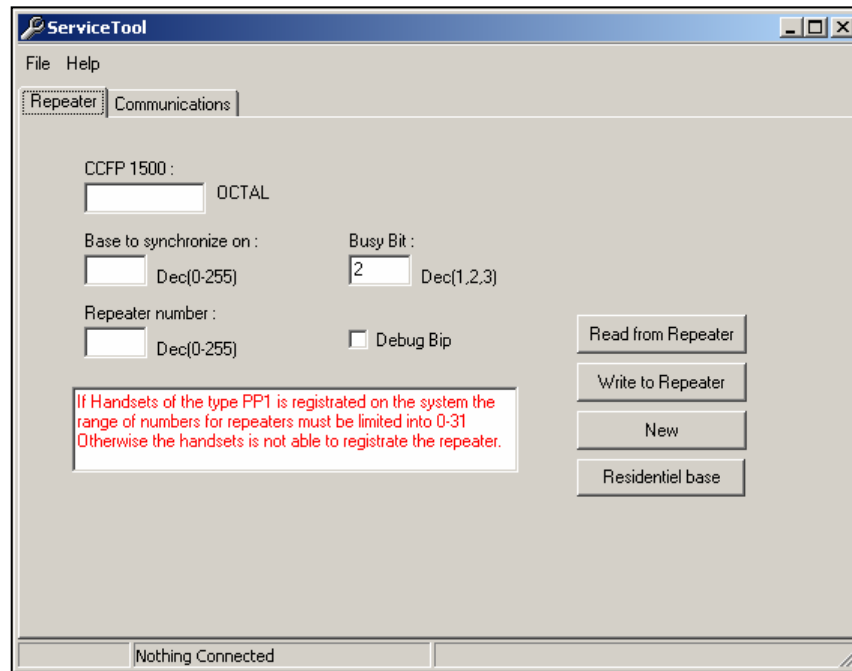 ServiceTool
File Help
Repeater Communications
CCFP 1500 :
OCTAL
Base to synchronize on : Busy Bit :
Dec(0-255) 2 Dec(1,2,3)
Repeater number :
Dec(0-255) Debug Bip
Read from Repeater
Write to Repeater
New
Residentiel base
If Handsets of the type PP1 is registrated on the system the
range of numbers for repeaters must be limited into 0-31
Otherwise the handsets is not able to registrate the repeater.
Nothing Connected